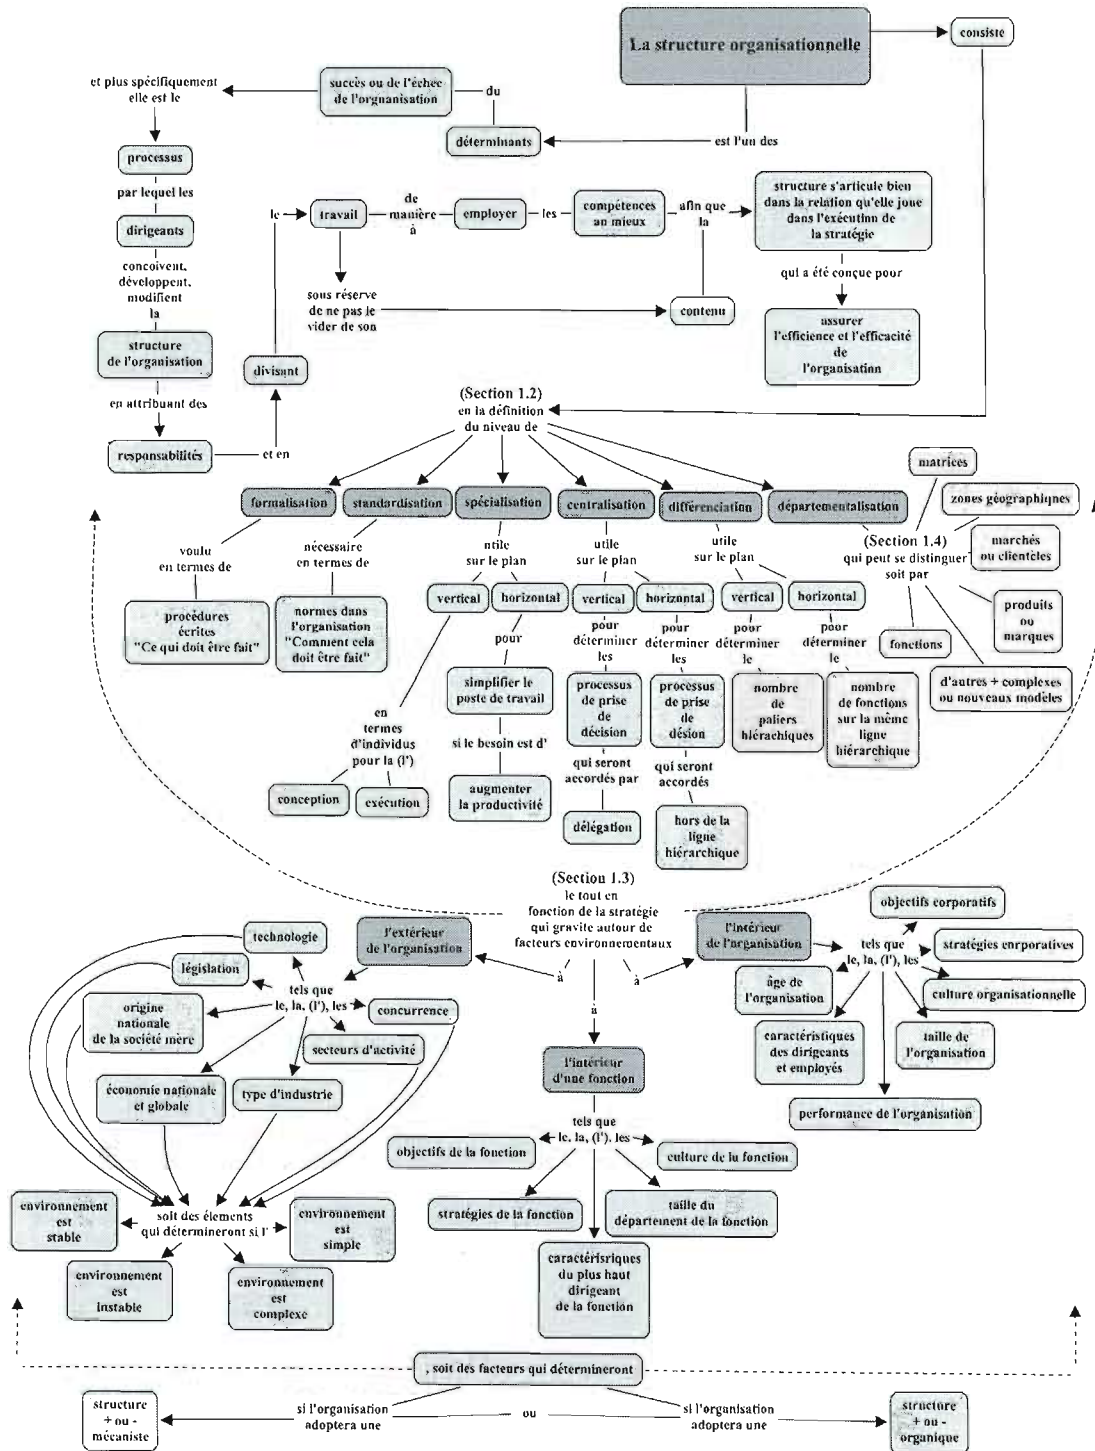 La structure organisationnelle
consiste
est l'un des
déterminants
du
succès ou de l'échec
de l'orgnanisation
et plus spécifiquement
elle est le
processus
par lequel les
dirigeants
conçoivent,
développent,
modifient
la
structure
de l'organisation
en attribuant des
responsabilités
et en
divisant
le
travail
de
manière
à
employer
les
compétences
au mieux
afin que
la
structure s'articule bien
dans la relation qu'elle joue
dans l'exécution de
la stratégie
sous réserve
de ne pas le
vider de son
contenu
qui a été conçue pour
assurer
l'efficience et l'efficacité
de
l'organisation
(Section 1.2)
en la définition
du niveau de
formalisation
standardisation
spécialisation
centralisation
différenciation
départementalisation
voulu
en termes de
procédures
écrites
"Ce qui doit être fait"
nécessaire
en termes de
normes dans
l'organisation
"Comment cela
doit être fait"
utile
sur le plan
vertical
horizontal
en
termes
d'individus
pour la (l')
conception
exécution
pour
simplifier le
poste de travail
si le besoin est d'
augmenter
la productivité
utile
sur le plan
vertical
horizontal
pour
déterminer
les
processus
de prise
de
décision
qui seront
accordés par
délégation
pour
déterminer
les
processus
de prise
de
désion
qui seront
accordés
hors de la
ligne
hiérarchique
utile
sur le plan
vertical
horizontal
pour
déterminer
le
nombre
de
paliers
hiérachiques
pour
déterminer
le
nombre
de fonctions
sur la même
ligne
hiérarchique
(Section 1.4)
qui peut se distinguer
soit par
matrices
zones géographiques
marchés
ou clientèles
produits
ou
marques
fonctions
d'autres + complexes
ou nouveaux modèles
(Section 1.3)
le tout en
fonction de la stratégie
qui gravite autour de
facteurs environnementaux
à
à
à
l'extérieur
de l'organisation
tels que
le, la, (l'), les
technologie
législation
origine
nationale
de la société mère
économie nationale
et globale
type d'industrie
secteurs d'activité
concurrence
soit des élements
qui détermineront si l'
environnement
est
stable
environnement
est
instable
environnement
est
complexe
environnement
est
simple
l'intérieur
d'une fonction
tels que
le, la, (l'), les
objectifs de la fonction
stratégies de la fonction
caractérisriques
du plus haut
dirigeant
de la fonction
taille du
département de la fonction
culture de la fonction
l'intérieur
de l'organisation
tels que
le, la, (l'), les
objectifs corporatifs
stratégies corporatives
culture organisationnelle
taille de
l'organisation
performance de l'organisation
caractéristiques
des dirigeants
et employés
âge de
l'organisation
, soit des facteurs qui détermineront
si l'organisation
adoptera une
ou
si l'organisation
adoptera une
structure
+ ou -
mécaniste
structure
+ ou -
organique